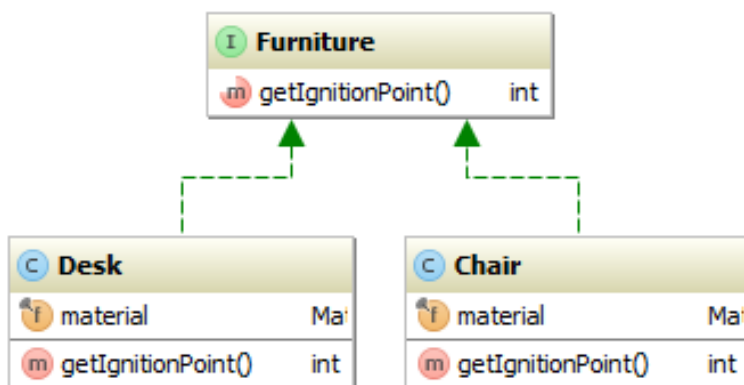 I Furniture
m getIgnitionPoint() int
C Desk
f material
m getIgnitionPoint() int
C Chair
f material
m getIgnitionPoint() int